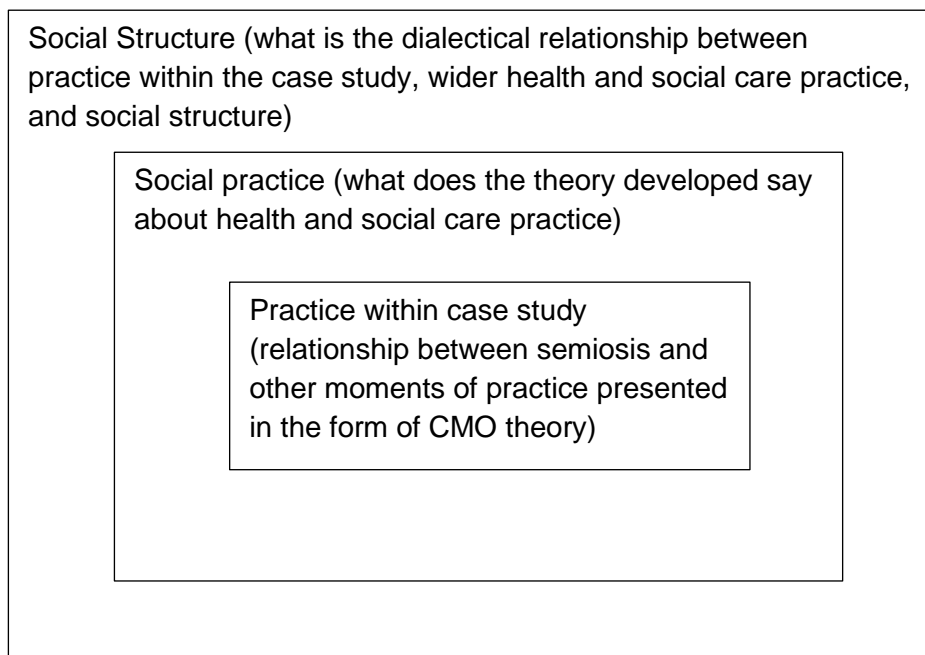 Social Structure (what is the dialectical relationship between
practice within the case study, wider health and social care practice,
and social structure)
Social practice (what does the theory developed say
about health and social care practice)
Practice within case study
(relationship between semiosis and
other moments of practice presented
in the form of CMO theory)